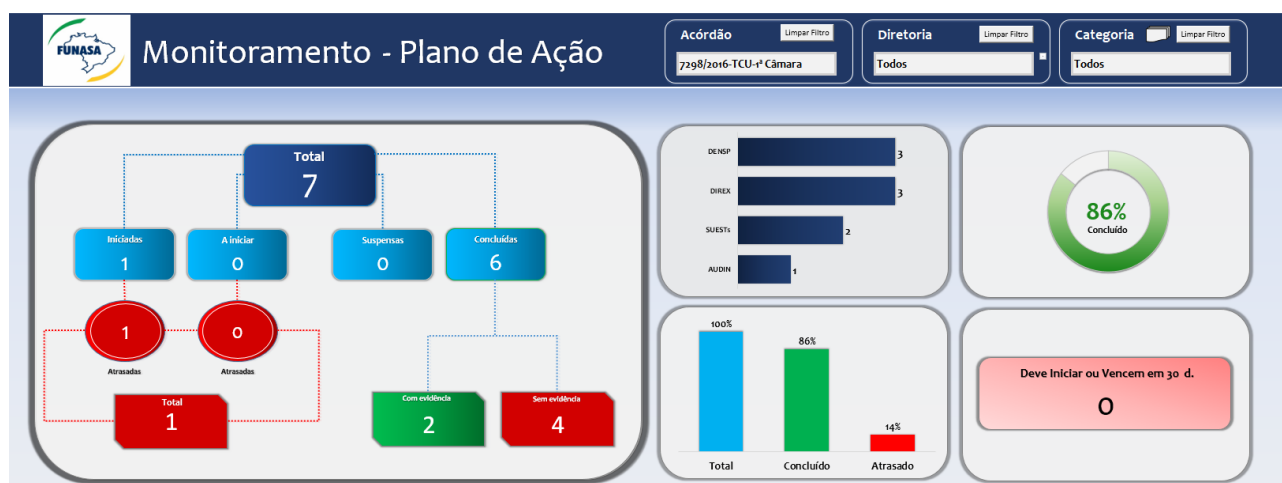 FUNASA
Monitoramento - Plano de Ação
Acórdão
Limpar Filtro
7298/2016-TCU-1ª Câmara
Diretoria
Limpar Filtro
Todos
Categoria
Limpar Filtro
Todos
Total
7
Iniciadas
1
A iniciar
0
Suspensas
0
Concluídas
6
1
Atrasadas
0
Atrasadas
Total
1
Com evidência
2
Sem evidência
4
DENSP
3
DIREX
3
SUESTs
2
AUDIN
1
86%
Concluído
100%
86%
14%
Total
Concluído
Atrasado
Deve Iniciar ou Vencem em 30 d.
0